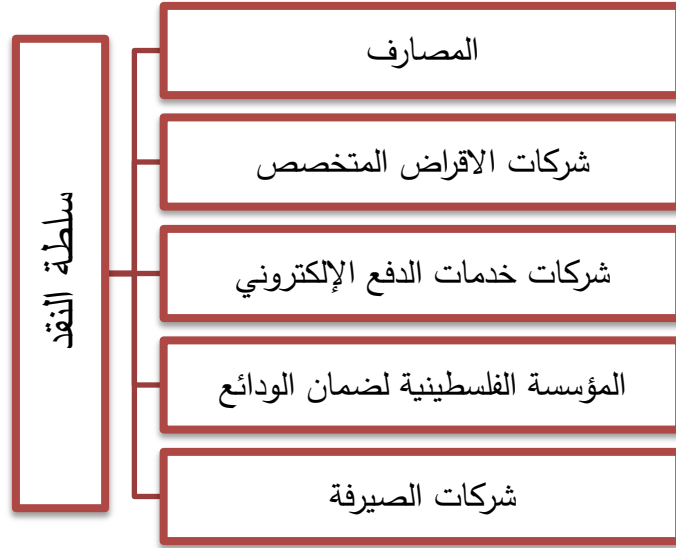 سلطة النقد
المصارف
شركات الاقراض المتخصص
شركات خدمات الدفع الإلكتروني
المؤسسة الفلسطينية لضمان الودائع
شركات الصيرفة